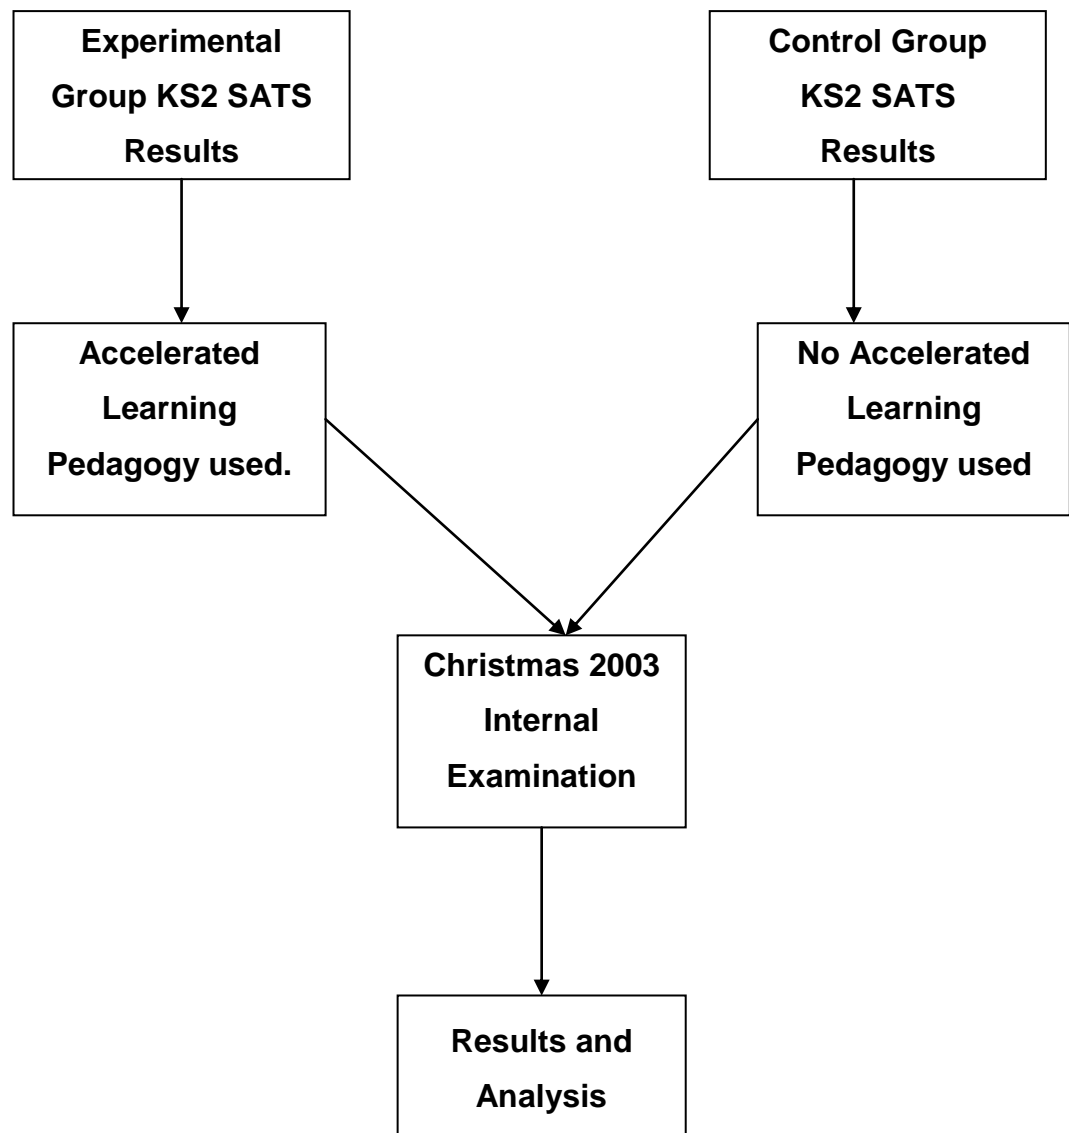 Experimental
Group KS2 SATS
Results
Control Group
KS2 SATS
Results
Accelerated
Learning
Pedagogy used.
No Accelerated
Learning
Pedagogy used
Christmas 2003
Internal
Examination
Results and
Analysis